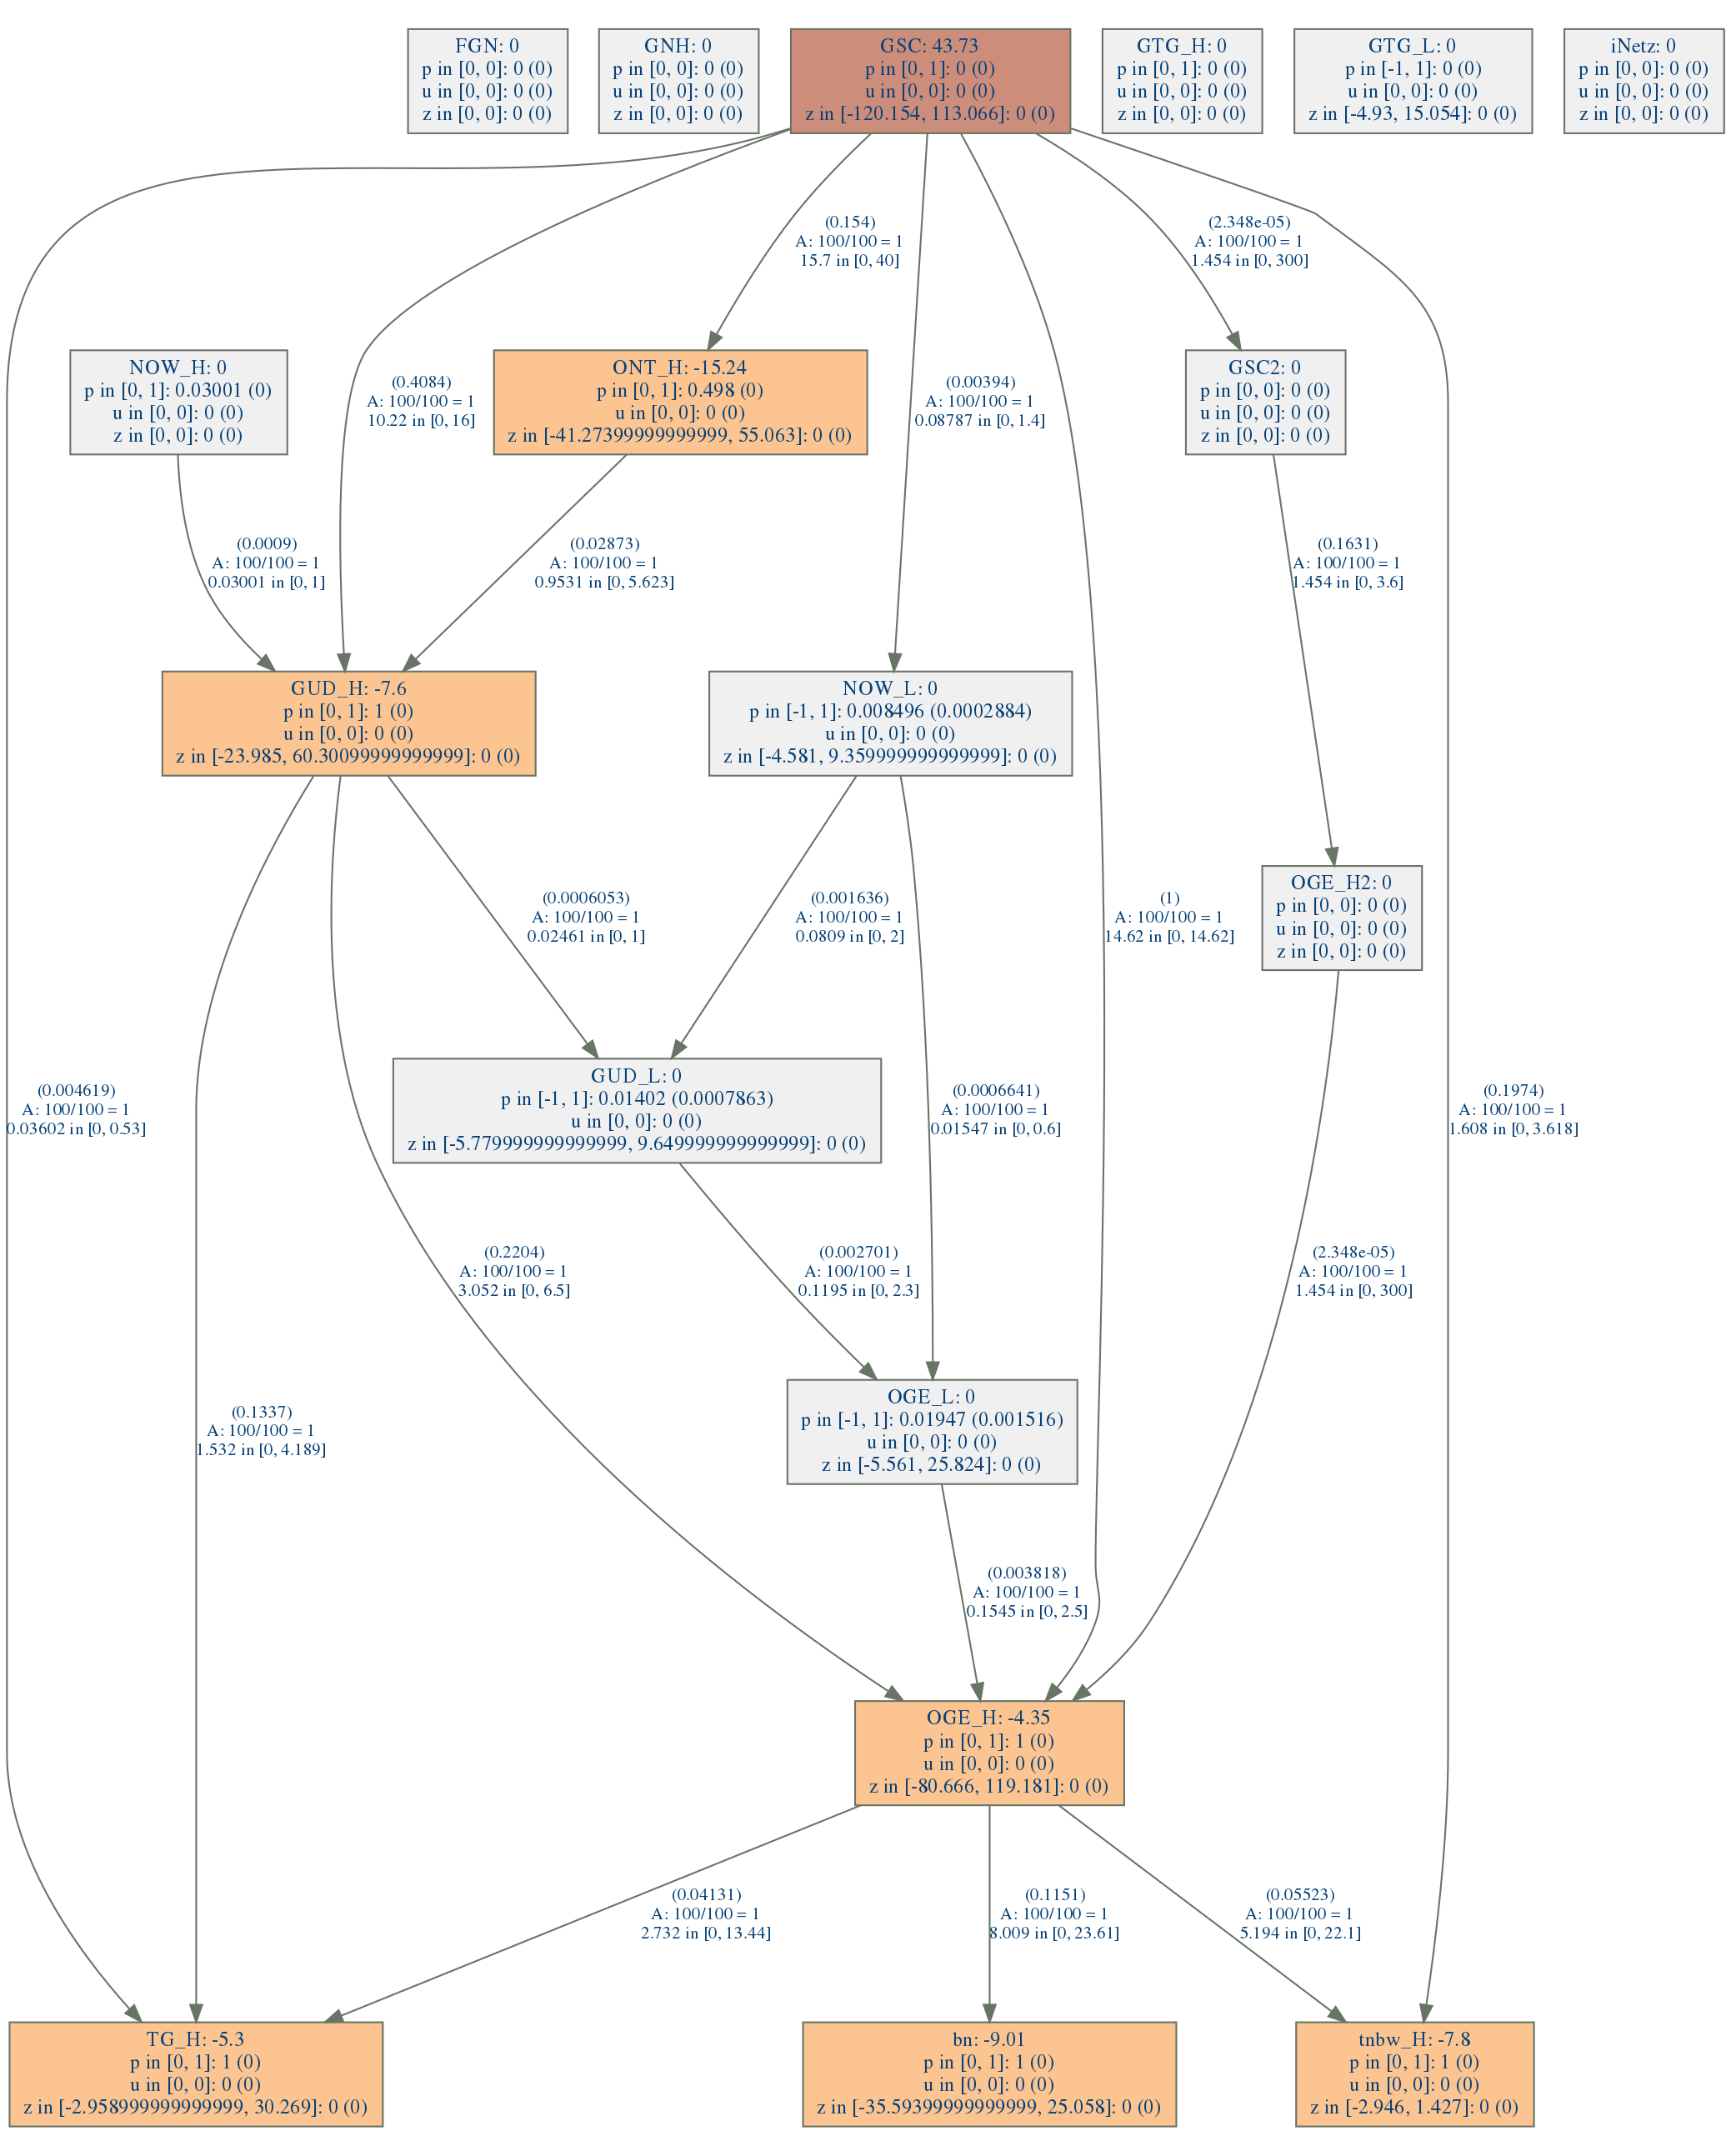 FGN: 0
p in [0, 0]: 0 (0)
u in [0, 0]: 0 (0)
z in [0, 0]: 0 (0)
GNH: 0
p in [0, 0]: 0 (0)
u in [0, 0]: 0 (0)
z in [0, 0]: 0 (0)
GSC: 43.73
p in [0, 1]: 0 (0)
u in [0, 0]: 0 (0)
z in [-120.154, 113.066]: 0 (0)
GTG_H: 0
p in [0, 1]: 0 (0)
u in [0, 0]: 0 (0)
z in [0, 0]: 0 (0)
GTG_L: 0
p in [-1, 1]: 0 (0)
u in [0, 0]: 0 (0)
z in [-4.93, 15.054]: 0 (0)
iNetz: 0
p in [0, 0]: 0 (0)
u in [0, 0]: 0 (0)
z in [0, 0]: 0 (0)
(0.154)
A: 100/100 = 1
15.7 in [0, 40]
(2.348e-05)
A: 100/100 = 1
1.454 in [0, 300]
NOW_H: 0
p in [0, 1]: 0.03001 (0)
u in [0, 0]: 0 (0)
z in [0, 0]: 0 (0)
(0.4084)
A: 100/100 = 1
10.22 in [0, 16]
ONT_H: -15.24
p in [0, 1]: 0.498 (0)
u in [0, 0]: 0 (0)
z in [-41.27399999999999, 55.063]: 0 (0)
(0.00394)
A: 100/100 = 1
0.08787 in [0, 1.4]
GSC2: 0
p in [0, 0]: 0 (0)
u in [0, 0]: 0 (0)
z in [0, 0]: 0 (0)
(0.0009)
A: 100/100 = 1
0.03001 in [0, 1]
(0.02873)
A: 100/100 = 1
0.9531 in [0, 5.623]
(0.1631)
A: 100/100 = 1
1.454 in [0, 3.6]
GUD_H: -7.6
p in [0, 1]: 1 (0)
u in [0, 0]: 0 (0)
z in [-23.985, 60.30099999999999]: 0 (0)
NOW_L: 0
p in [-1, 1]: 0.008496 (0.0002884)
u in [0, 0]: 0 (0)
z in [-4.581, 9.359999999999999]: 0 (0)
(0.0006053)
A: 100/100 = 1
0.02461 in [0, 1]
(0.001636)
A: 100/100 = 1
0.0809 in [0, 2]
(1)
A: 100/100 = 1
14.62 in [0, 14.62]
OGE_H2: 0
p in [0, 0]: 0 (0)
u in [0, 0]: 0 (0)
z in [0, 0]: 0 (0)
(0.004619)
A: 100/100 = 1
0.03602 in [0, 0.53]
GUD_L: 0
p in [-1, 1]: 0.01402 (0.0007863)
u in [0, 0]: 0 (0)
z in [-5.779999999999999, 9.649999999999999]: 0 (0)
(0.0006641)
A: 100/100 = 1
0.01547 in [0, 0.6]
(0.1974)
A: 100/100 = 1
1.608 in [0, 3.618]
(0.2204)
A: 100/100 = 1
3.052 in [0, 6.5]
(0.002701)
A: 100/100 = 1
0.1195 in [0, 2.3]
(2.348e-05)
A: 100/100 = 1
1.454 in [0, 300]
(0.1337)
A: 100/100 = 1
1.532 in [0, 4.189]
OGE_L: 0
p in [-1, 1]: 0.01947 (0.001516)
u in [0, 0]: 0 (0)
z in [-5.561, 25.824]: 0 (0)
(0.003818)
A: 100/100 = 1
0.1545 in [0, 2.5]
OGE_H: -4.35
p in [0, 1]: 1 (0)
u in [0, 0]: 0 (0)
z in [-80.666, 119.181]: 0 (0)
(0.04131)
A: 100/100 = 1
2.732 in [0, 13.44]
(0.1151)
A: 100/100 = 1
8.009 in [0, 23.61]
(0.05523)
A: 100/100 = 1
5.194 in [0, 22.1]
TG_H: -5.3
p in [0, 1]: 1 (0)
u in [0, 0]: 0 (0)
z in [-2.958999999999999, 30.269]: 0 (0)
bn: -9.01
p in [0, 1]: 1 (0)
u in [0, 0]: 0 (0)
z in [-35.59399999999999, 25.058]: 0 (0)
tnbw_H: -7.8
p in [0, 1]: 1 (0)
u in [0, 0]: 0 (0)
z in [-2.946, 1.427]: 0 (0)